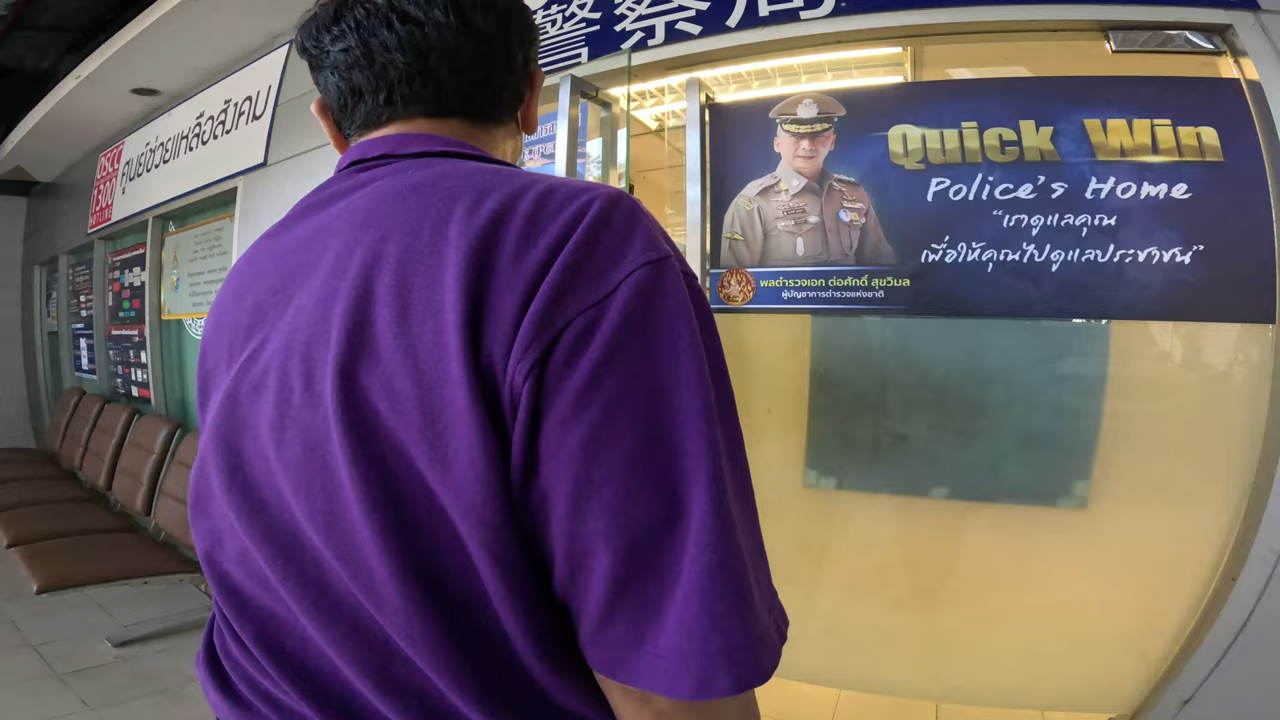 警察局
OSCC
1300
HOTLINE
ศูนย์ช่วยเหลือสังคม
Quick Win
Police's Home
“เราดูแลคุณ
เพื่อให้คุณไปดูแลประชาชน”
พลตำรวจเอก ต่อศักดิ์ สุขวิมล
ผู้บัญชาการตำรวจแห่งชาติ